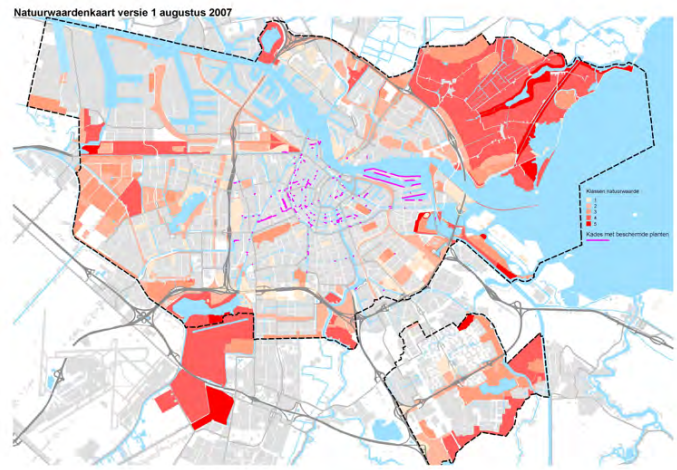 Natuurwaardenkaart versie 1 augustus 2007
Klassen natuurwaarde
1
2
3
4
5
Kades met beschermde planten